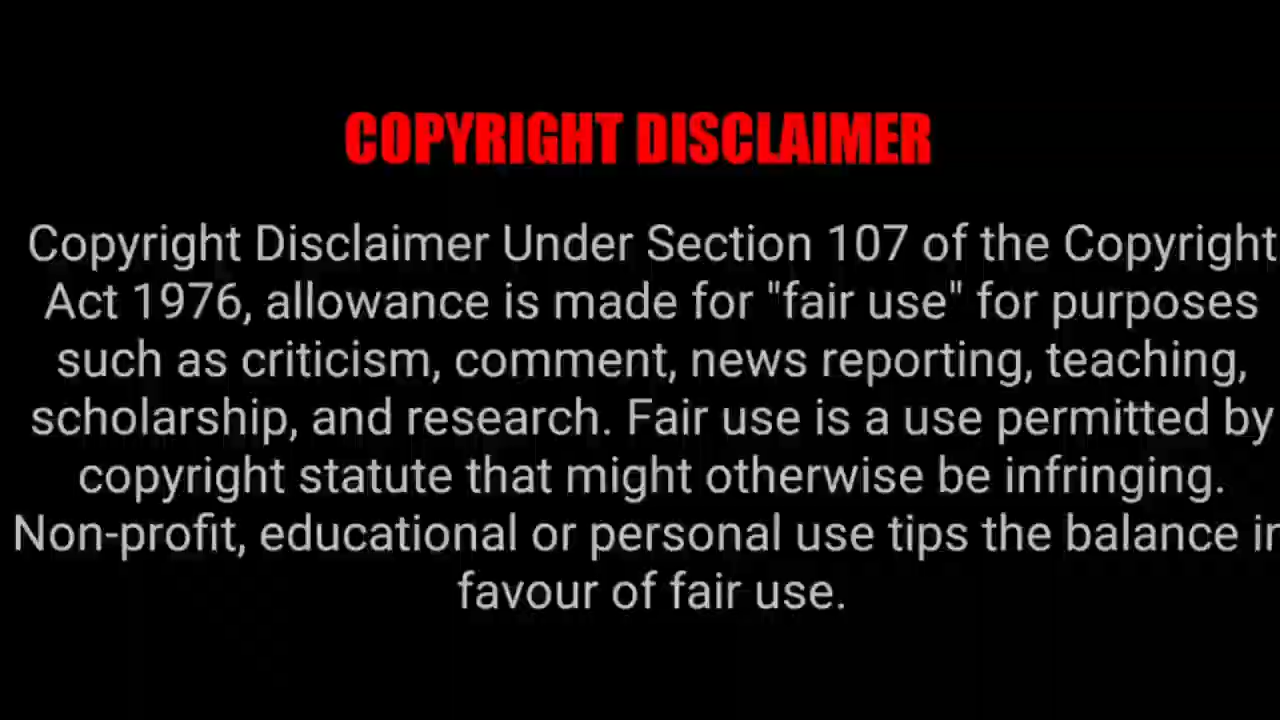 COPYRIGHT DISCLAIMER
Copyright Disclaimer Under Section 107 of the Copyright
Act 1976, allowance is made for "fair use" for purposes
such as criticism, comment, news reporting, teaching,
scholarship, and research. Fair use is a use permitted by
copyright statute that might otherwise be infringing.
Non-profit, educational or personal use tips the balance in
favour of fair use.